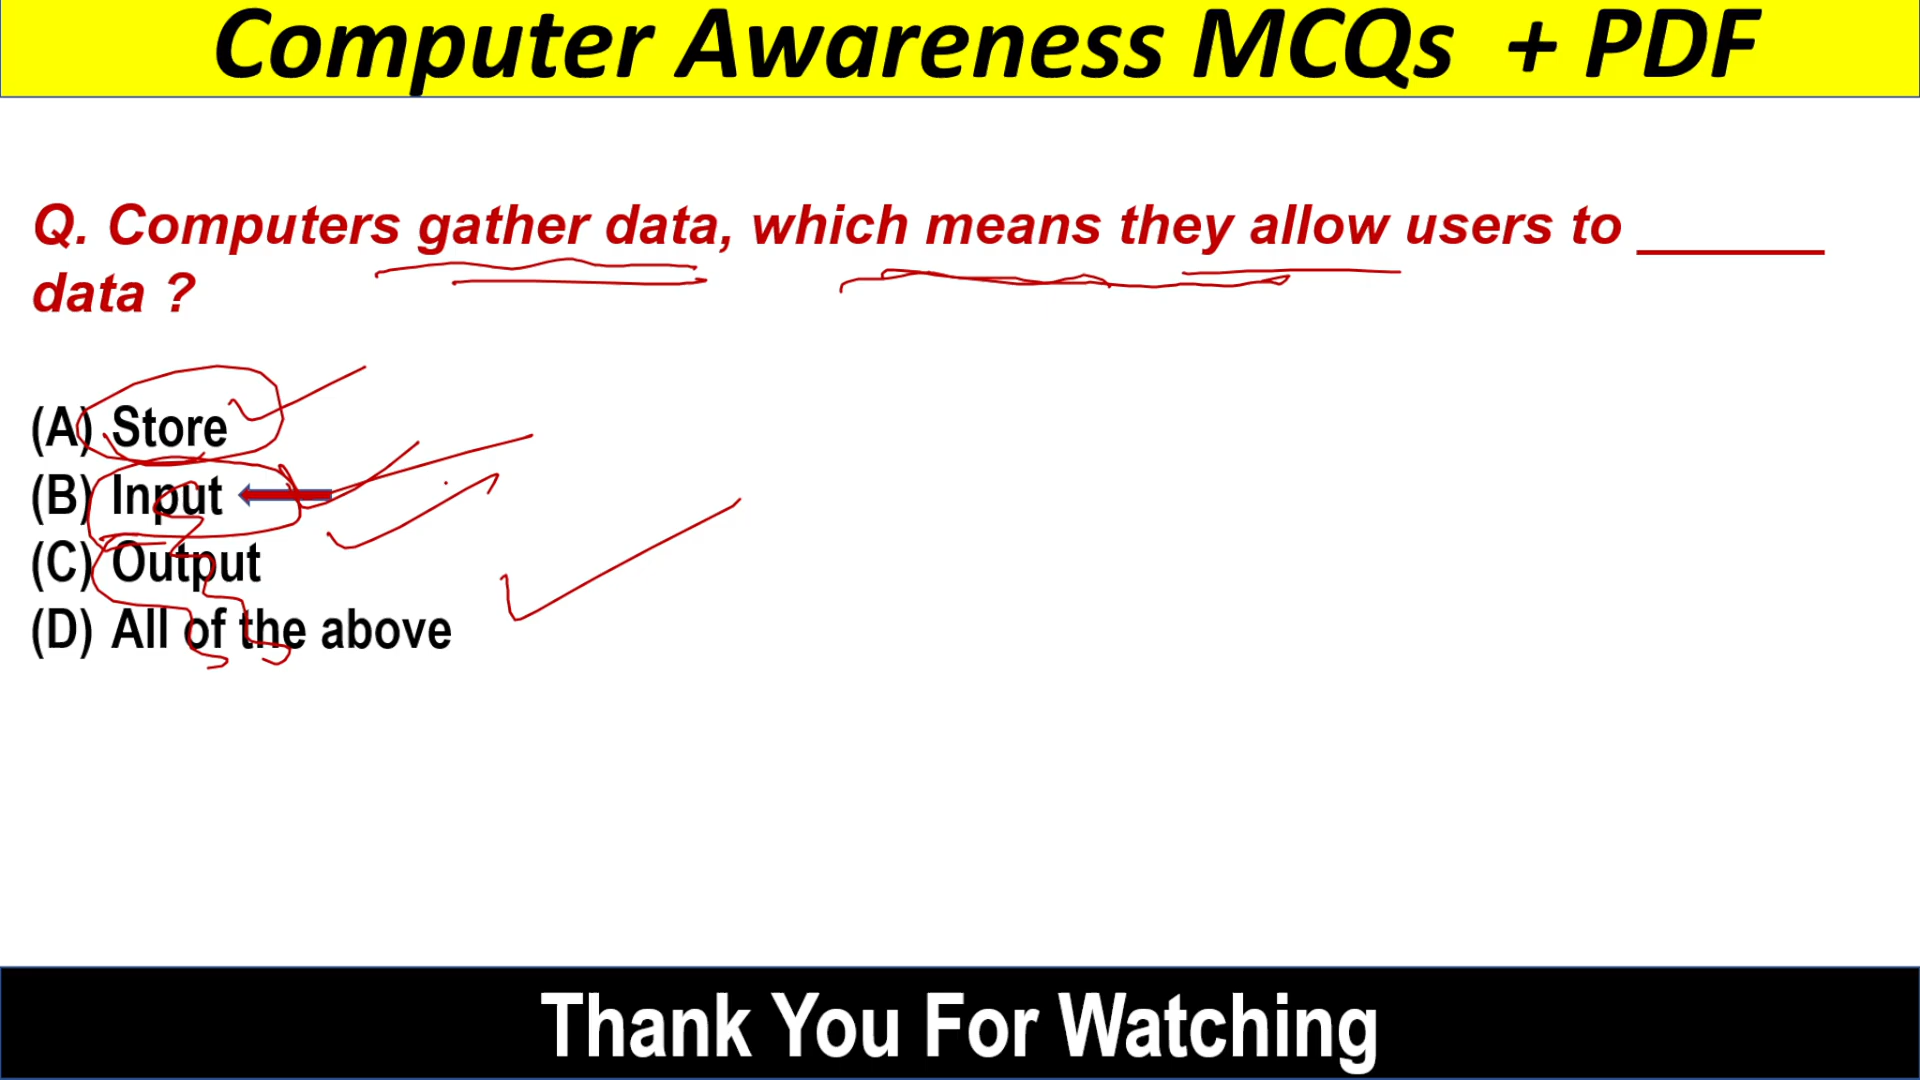 Computer Awareness MCQs + PDF
Q. Computers gather data, which means they allow users to ______
data ?
(A) Store
(B) Input
(C) Output
(D) All of the above
Thank You For Watching